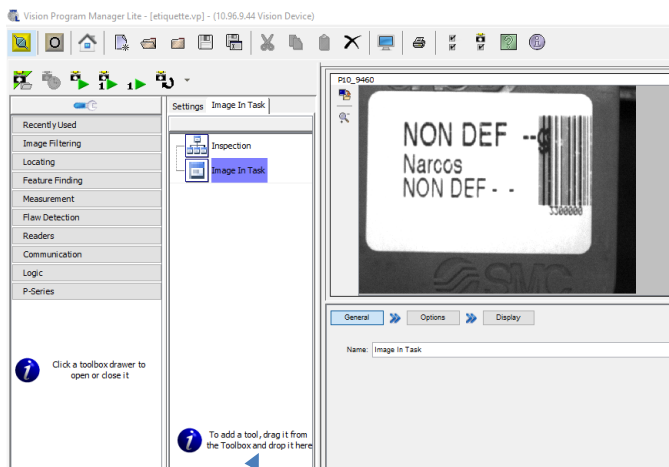 Vision Program Manager Lite - [etiquette.vp] - (10.96.9.44 Vision Device)
Settings
Image In Task
Recently Used
Image Filtering
Locating
Feature Finding
Measurement
Flaw Detection
Readers
Communication
Logic
P-Series
Click a toolbox drawer to
open or close it
Inspection
Image In Task
To add a tool, drag it from
the Toolbox and drop it here
P10_9460
NON DEF --g
Narcos
NON DEF - -
3300000
SMC
General
Options
Display
Name: Image In Task